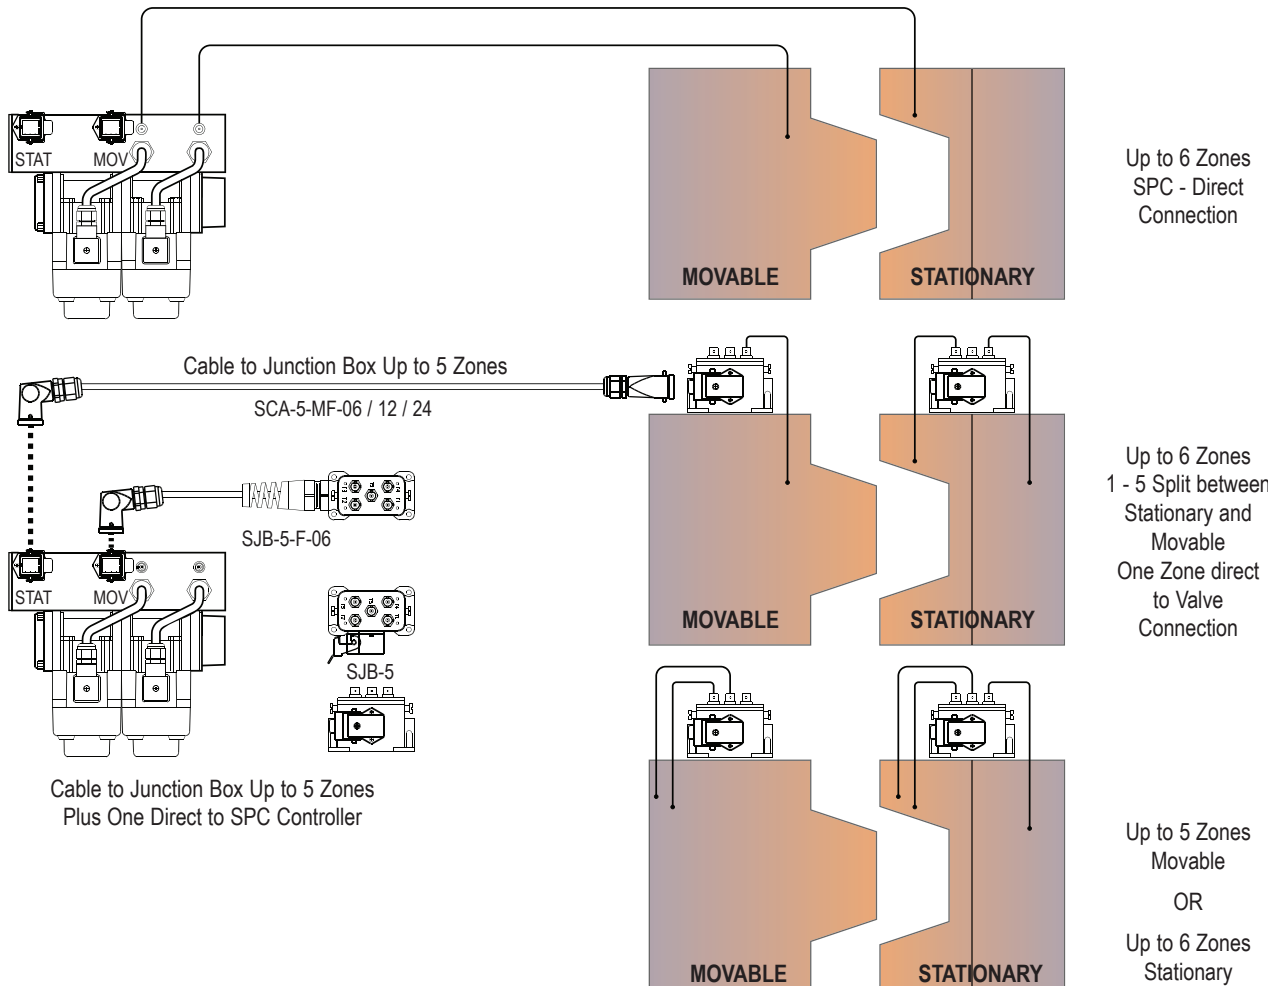 STAT
MOV
MOVABLE
STATIONARY
Up to 6 Zones
SPC - Direct
Connection
Cable to Junction Box Up to 5 Zones
SCA-5-MF-06 / 12 / 24
SJB-5-F-06
STAT
MOV
SJB-5
Cable to Junction Box Up to 5 Zones
Plus One Direct to SPC Controller
MOVABLE
STATIONARY
Up to 6 Zones
1 - 5 Split between
Stationary and
Movable
One Zone direct
to Valve
Connection
MOVABLE
STATIONARY
Up to 5 Zones
Movable
OR
Up to 6 Zones
Stationary